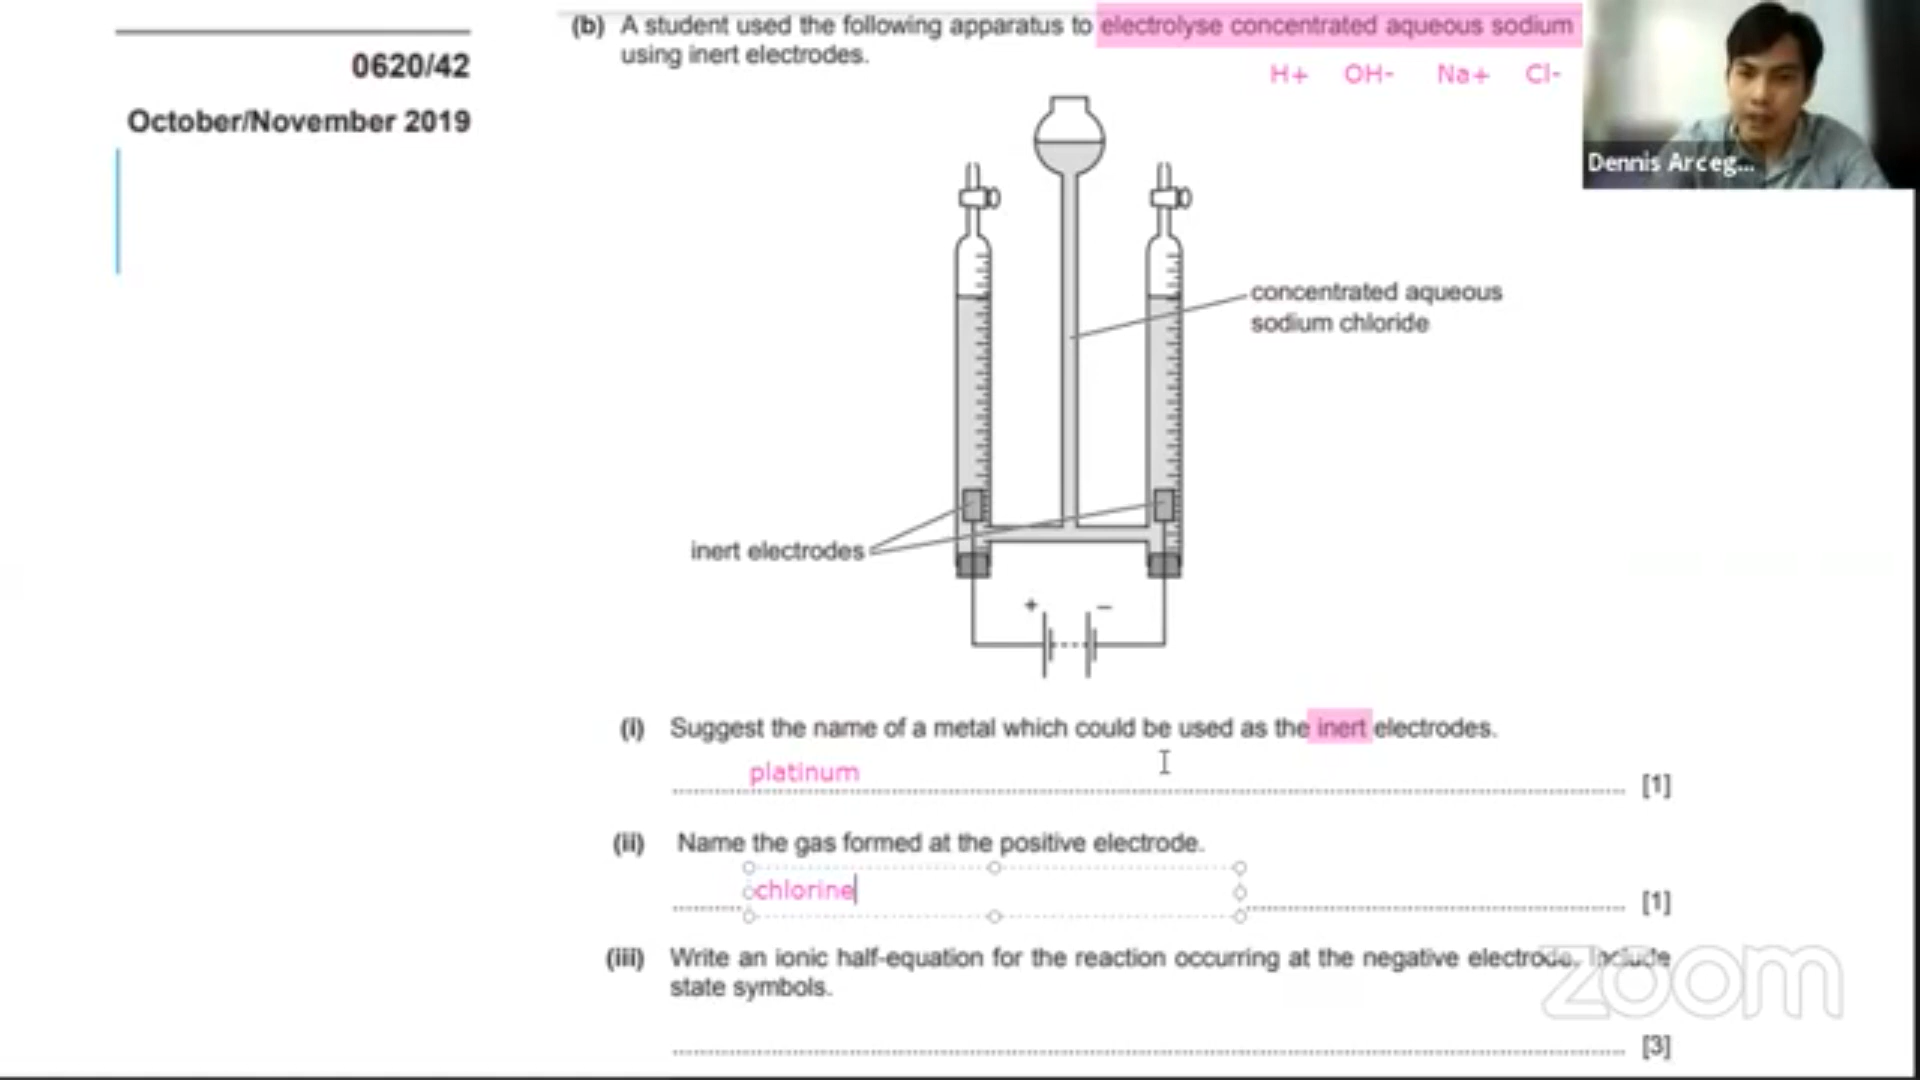 0620/42
October/November 2019
(b) A student used the following apparatus to electrolyse concentrated aqueous sodium
using inert electrodes.
H+ OH- Na+ Cl-
Dennis Arceg...
concentrated aqueous
sodium chloride
inert electrodes
+ −
(i) Suggest the name of a metal which could be used as the inert electrodes.
platinum
[1]
(ii) Name the gas formed at the positive electrode.
chlorine
[1]
(iii) Write an ionic half-equation for the reaction occurring at the negative electrode. Include
state symbols.
zoom
[3]